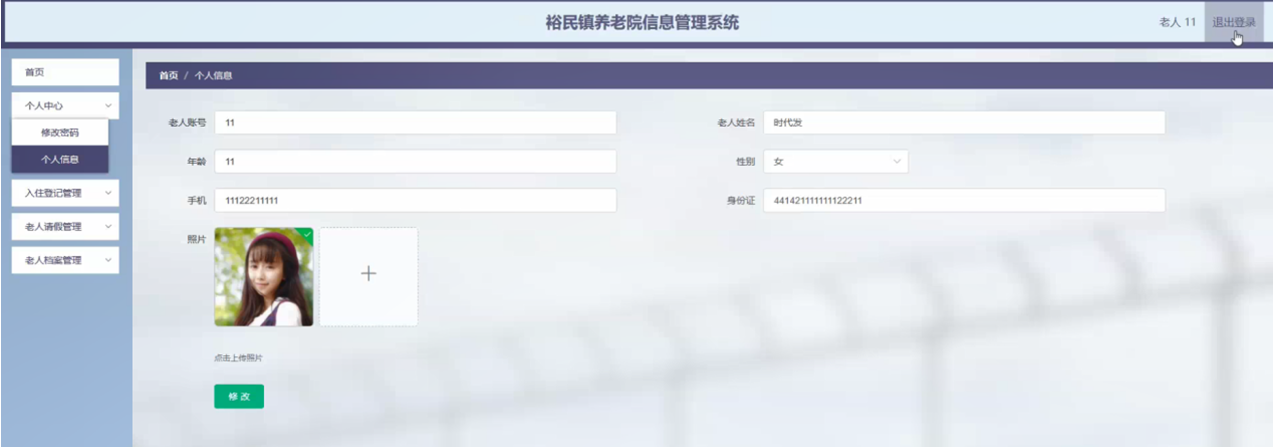 裕民镇养老院信息管理系统
老人 11 退出登录
首页
个人中心
修改密码
个人信息
入住登记管理
老人请假管理
老人档案管理
首页 / 个人信息
老人账号 11 老人姓名 时代发
年龄 11 性别 女
手机 11122211111 身份证 441421111111122211
照片
点击上传照片
修改